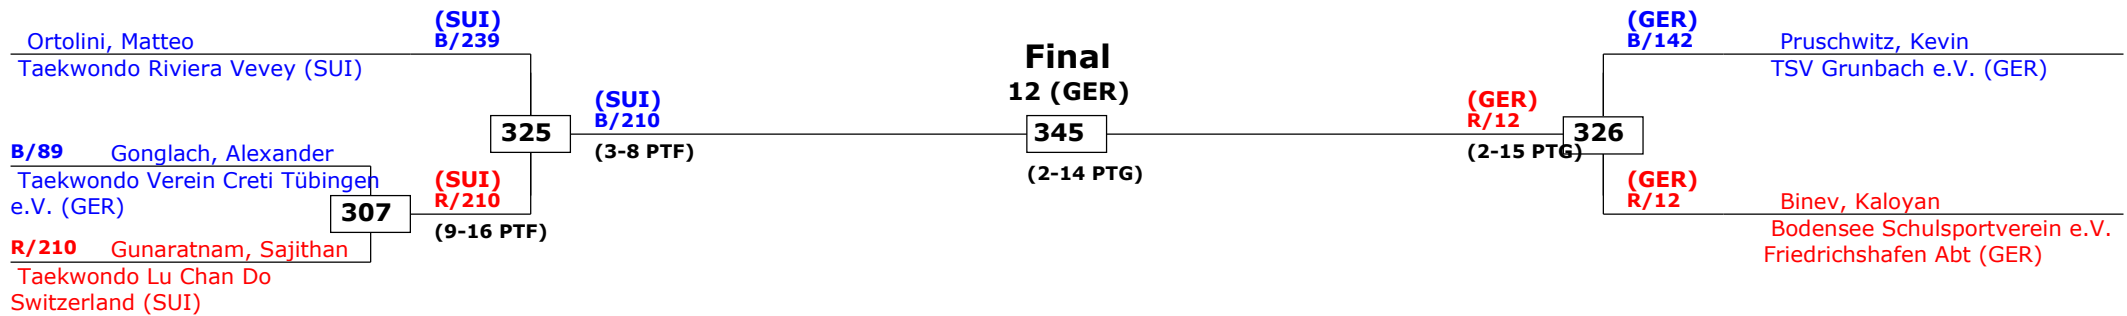 (SUI)
B/239
Ortolini, Matteo
Taekwondo Riviera Vevey (SUI)
B/89 Gonglach, Alexander
Taekwondo Verein Creti Tübingen
e.V. (GER)
R/210 Gunaratnam, Sajithan
Taekwondo Lu Chan Do
Switzerland (SUI)
307
(SUI)
R/210
(9-16 PTF)
325
(SUI)
B/210
(3-8 PTF)
Final
12 (GER)
345
(2-14 PTG)
(GER)
R/12
(2-15 PTG)
326
(GER)
B/142
Pruschwitz, Kevin
TSV Grunbach e.V. (GER)
(GER)
R/12
Binev, Kaloyan
Bodensee Schulsportverein e.V.
Friedrichshafen Abt (GER)